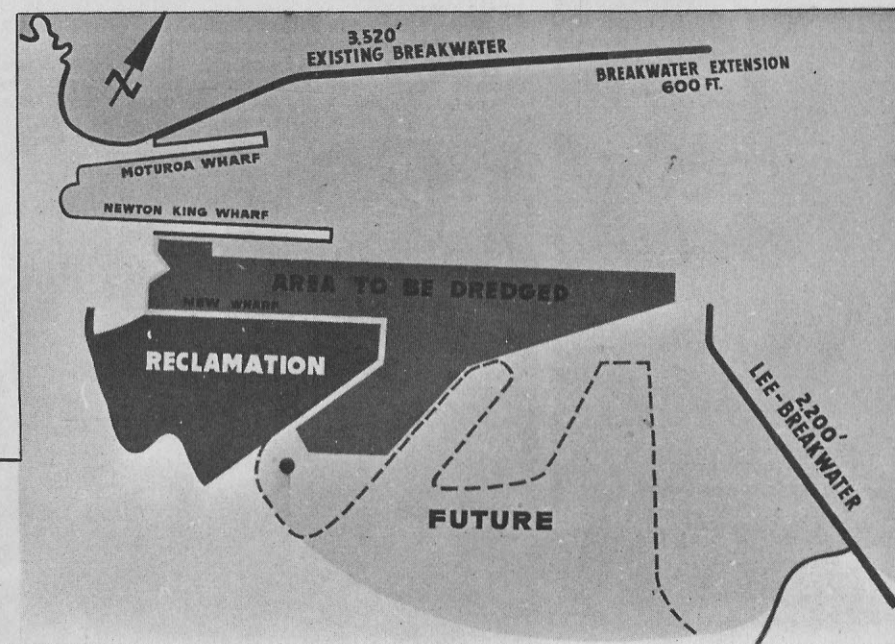 N
3,520'
EXISTING BREAKWATER
BREAKWATER EXTENSION
600 FT.
MOTUROA WHARF
NEWTON KING WHARF
AREA TO BE DREDGED
NEW WHARF
RECLAMATION
2,200'
LEE-BREAKWATER
FUTURE